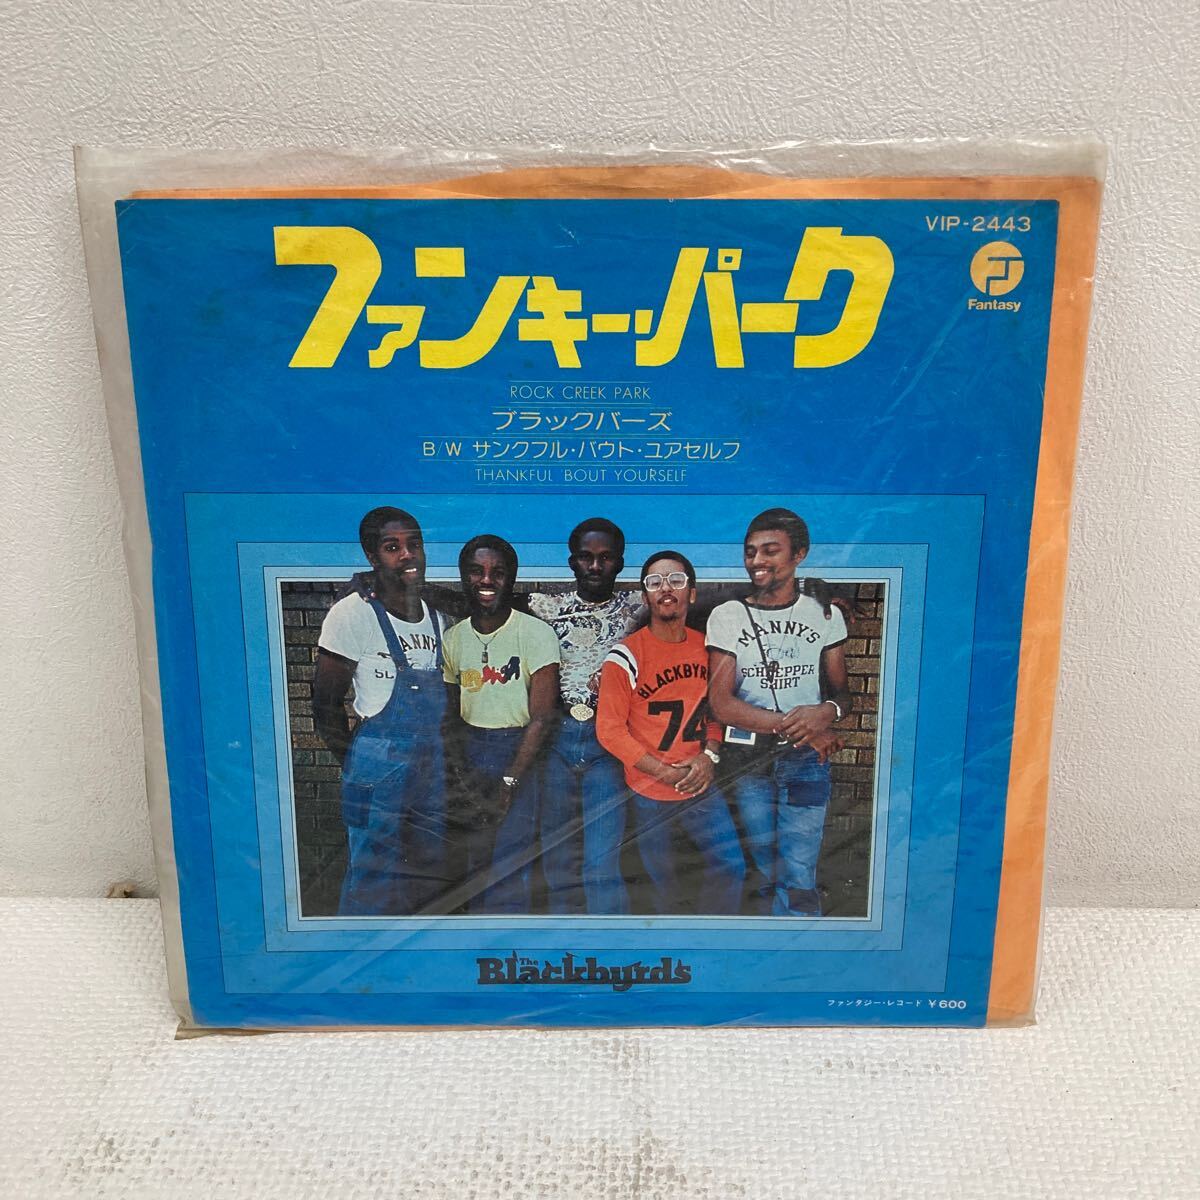 VIP-2443
Fantasy
ファンキー・パーク
ROCK CREEK PARK
ブラックバーズ
B/W サンクフル・バウト・ユアセルフ
THANKFUL BOUT YOURSELF
MANNY'S
BLACKBYR
74
MANNY'S
SHIRT
The
Blackbyrds
ファンタジー・レコード ¥600